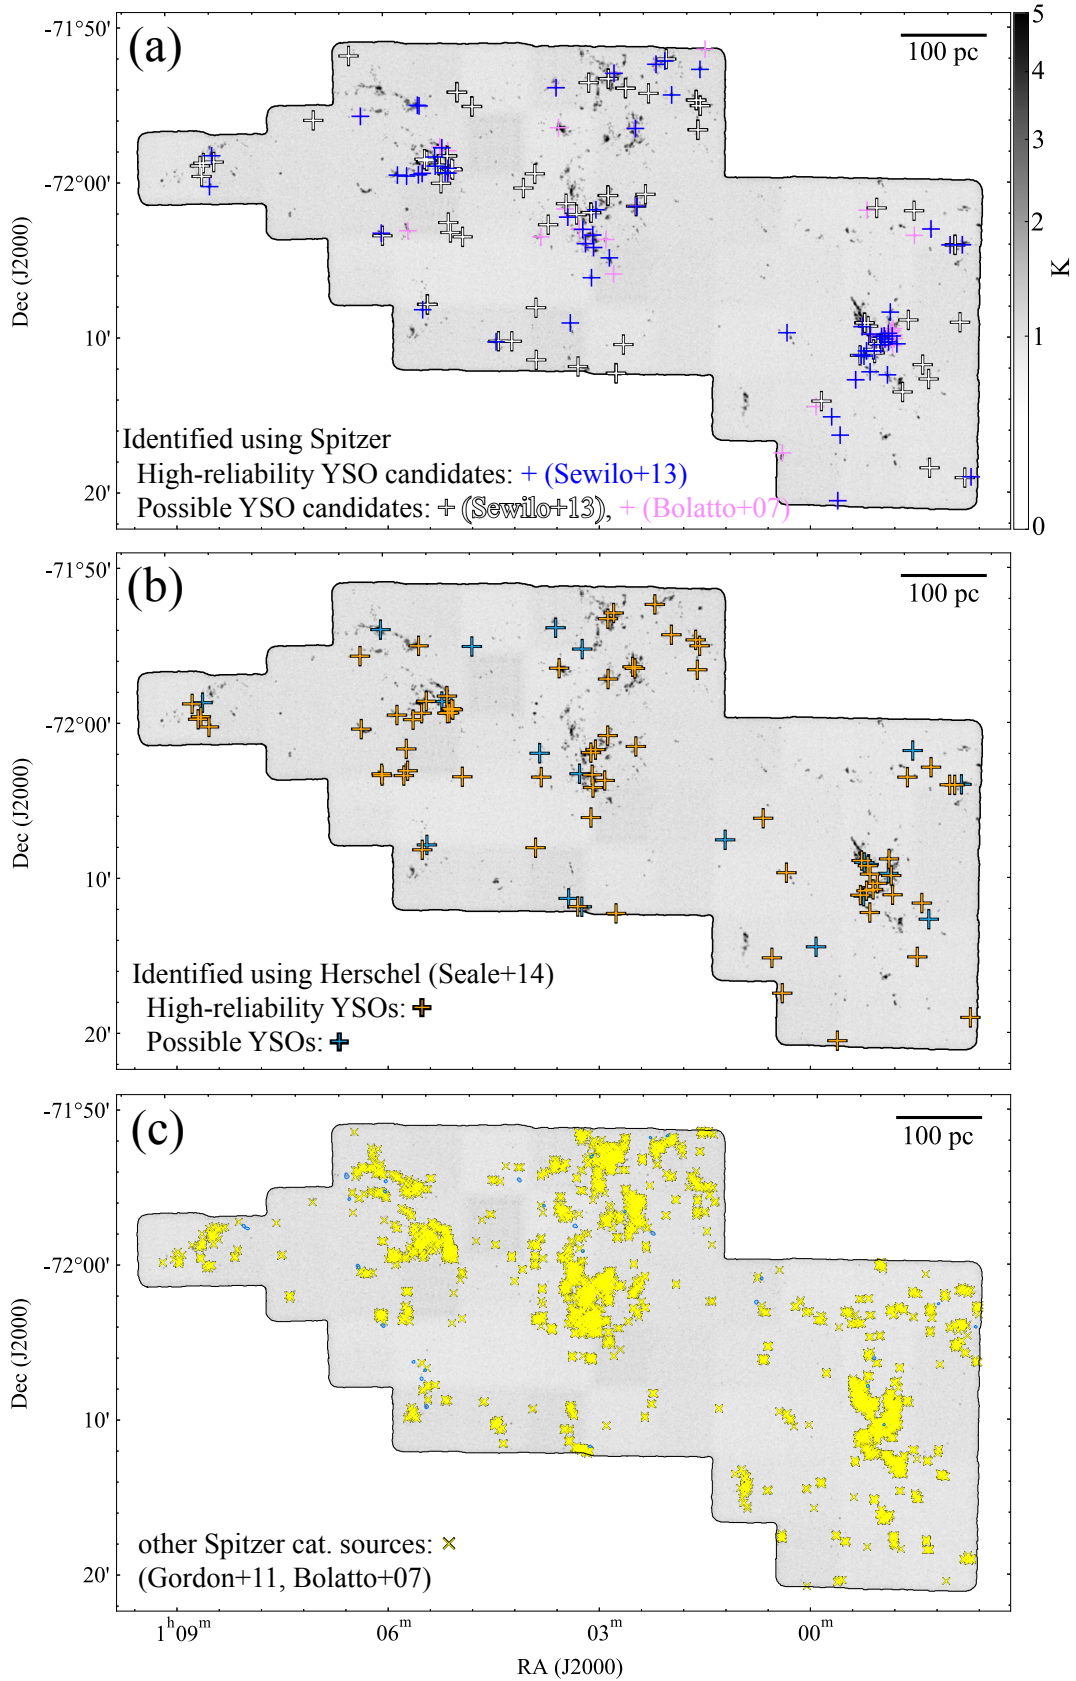 (a)
100 pc
-71°50'
-72°00'
10'
20'
Dec (J2000)
5
4
3
2
1
0
K
Identified using Spitzer
High-reliability YSO candidates: + (Sewilo+13)
Possible YSO candidates: + (Sewilo+13), + (Bolatto+07)
(b)
100 pc
-71°50'
-72°00'
10'
20'
Dec (J2000)
Identified using Herschel (Seale+14)
High-reliability YSOs: +
Possible YSOs: +
(c)
100 pc
-71°50'
-72°00'
10'
20'
Dec (J2000)
other Spitzer cat. sources: ×
(Gordon+11, Bolatto+07)
1ʰ09ᵐ 06ᵐ 03ᵐ 00ᵐ
RA (J2000)